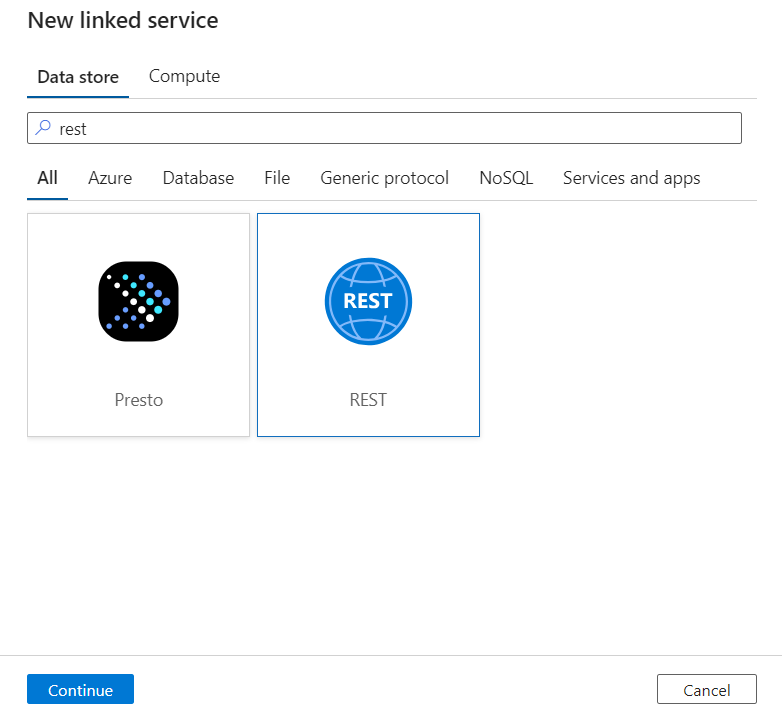 New linked service
Data store Compute
rest
All Azure Database File Generic protocol NoSQL Services and apps
REST
Presto REST
Continue Cancel